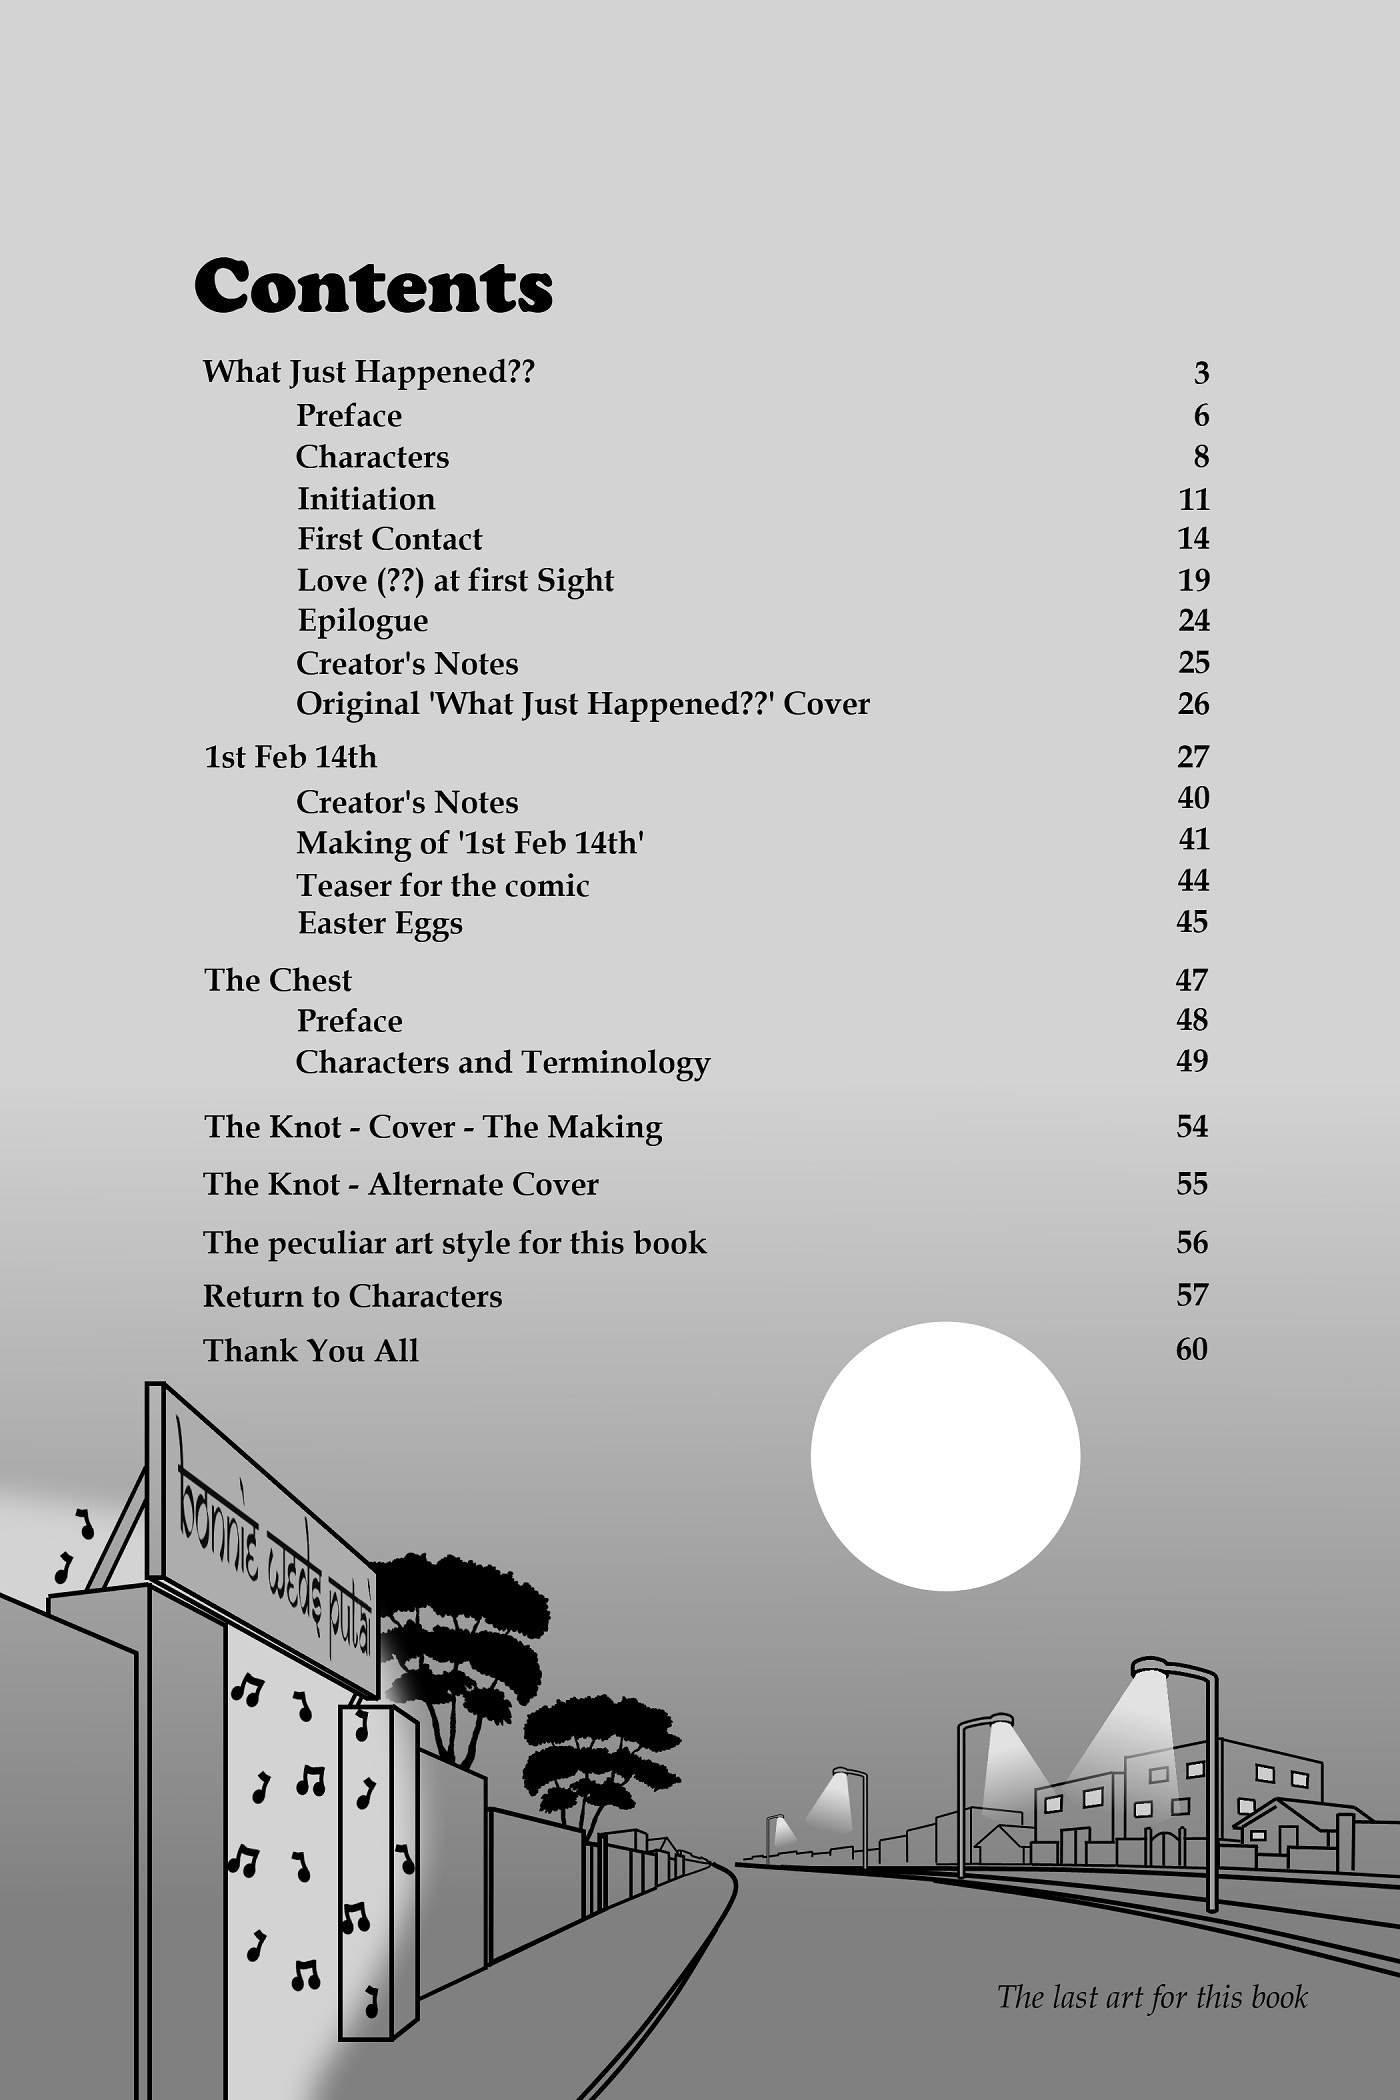 Contents
What Just Happened?? 3
Preface 6
Characters 8
Initiation 11
First Contact 14
Love (??) at first Sight 19
Epilogue 24
Creator's Notes 25
Original 'What Just Happened??' Cover 26
1st Feb 14th 27
Creator's Notes 40
Making of '1st Feb 14th' 41
Teaser for the comic 44
Easter Eggs 45
The Chest 47
Preface 48
Characters and Terminology 49
The Knot - Cover - The Making 54
The Knot - Alternate Cover 55
The peculiar art style for this book 56
Return to Characters 57
Thank You All 60
bonnie weds putai
The last art for this book